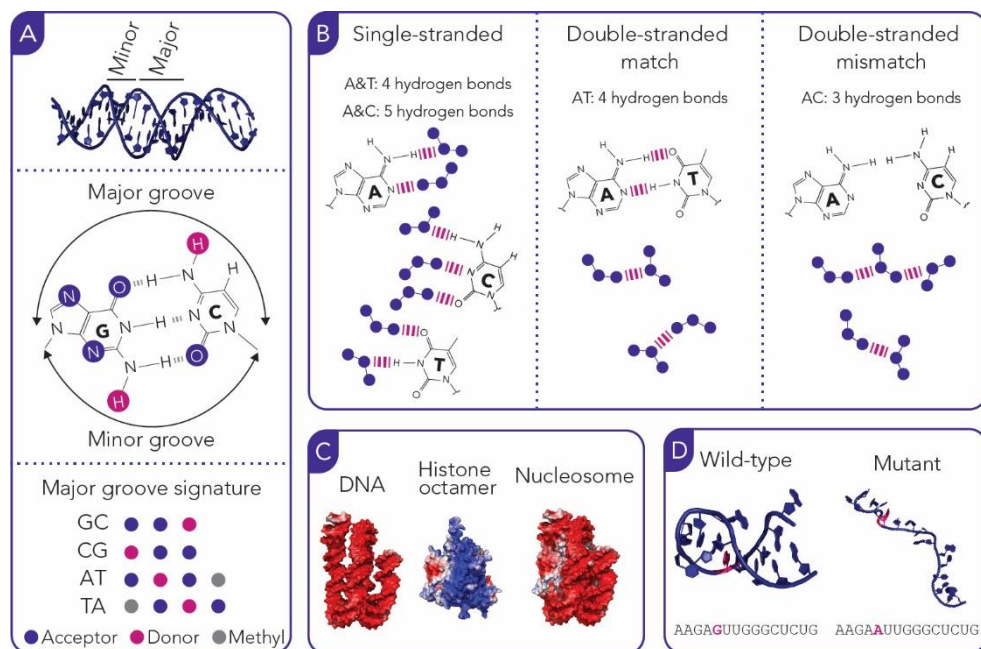 A
Minor
Major
Major groove
N
O
H
N
H
H
G
N
H
N
C
N
N
H
O
N
H
Minor groove
Major groove signature
GC
CG
AT
TA
Acceptor Donor Methyl
B
Single-stranded
A&T: 4 hydrogen bonds
A&C: 5 hydrogen bonds
N
H
H
N
N
A
N
N
N
H
H
N
H
N
C
O
N
O
H
N
T
O
N
Double-stranded
match
AT: 4 hydrogen bonds
H
N
H
O
N
A
N
H
N
T
N
N
N
O
Double-stranded
mismatch
AC: 3 hydrogen bonds
H
H
N
H
H
N
H
N
A
N
N
C
N
N
N
O
C
DNA
Histone
octamer
Nucleosome
D
Wild-type
Mutant
AAGAGUUGGGCUCUG
AAGAAUUGGGCUCUG